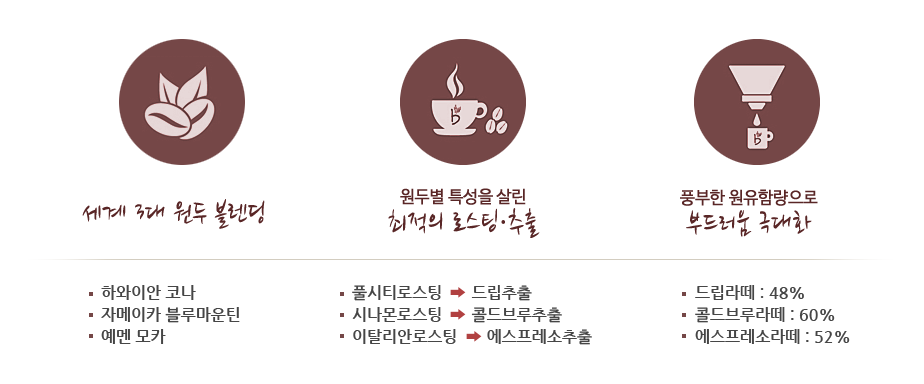 세계 3대 원두 블렌딩
원두별 특성을 살린
최적의 로스팅·추출
풍부한 원유함량으로
부드러움 극대화
하와이안 코나
자메이카 블루마운틴
예멘 모카
풀시티로스팅 ➡ 드립추출
시나몬로스팅 ➡ 콜드브루추출
이탈리안로스팅 ➡ 에스프레소추출
드립라떼 : 48%
콜드브루라떼 : 60%
에스프레소라떼 : 52%